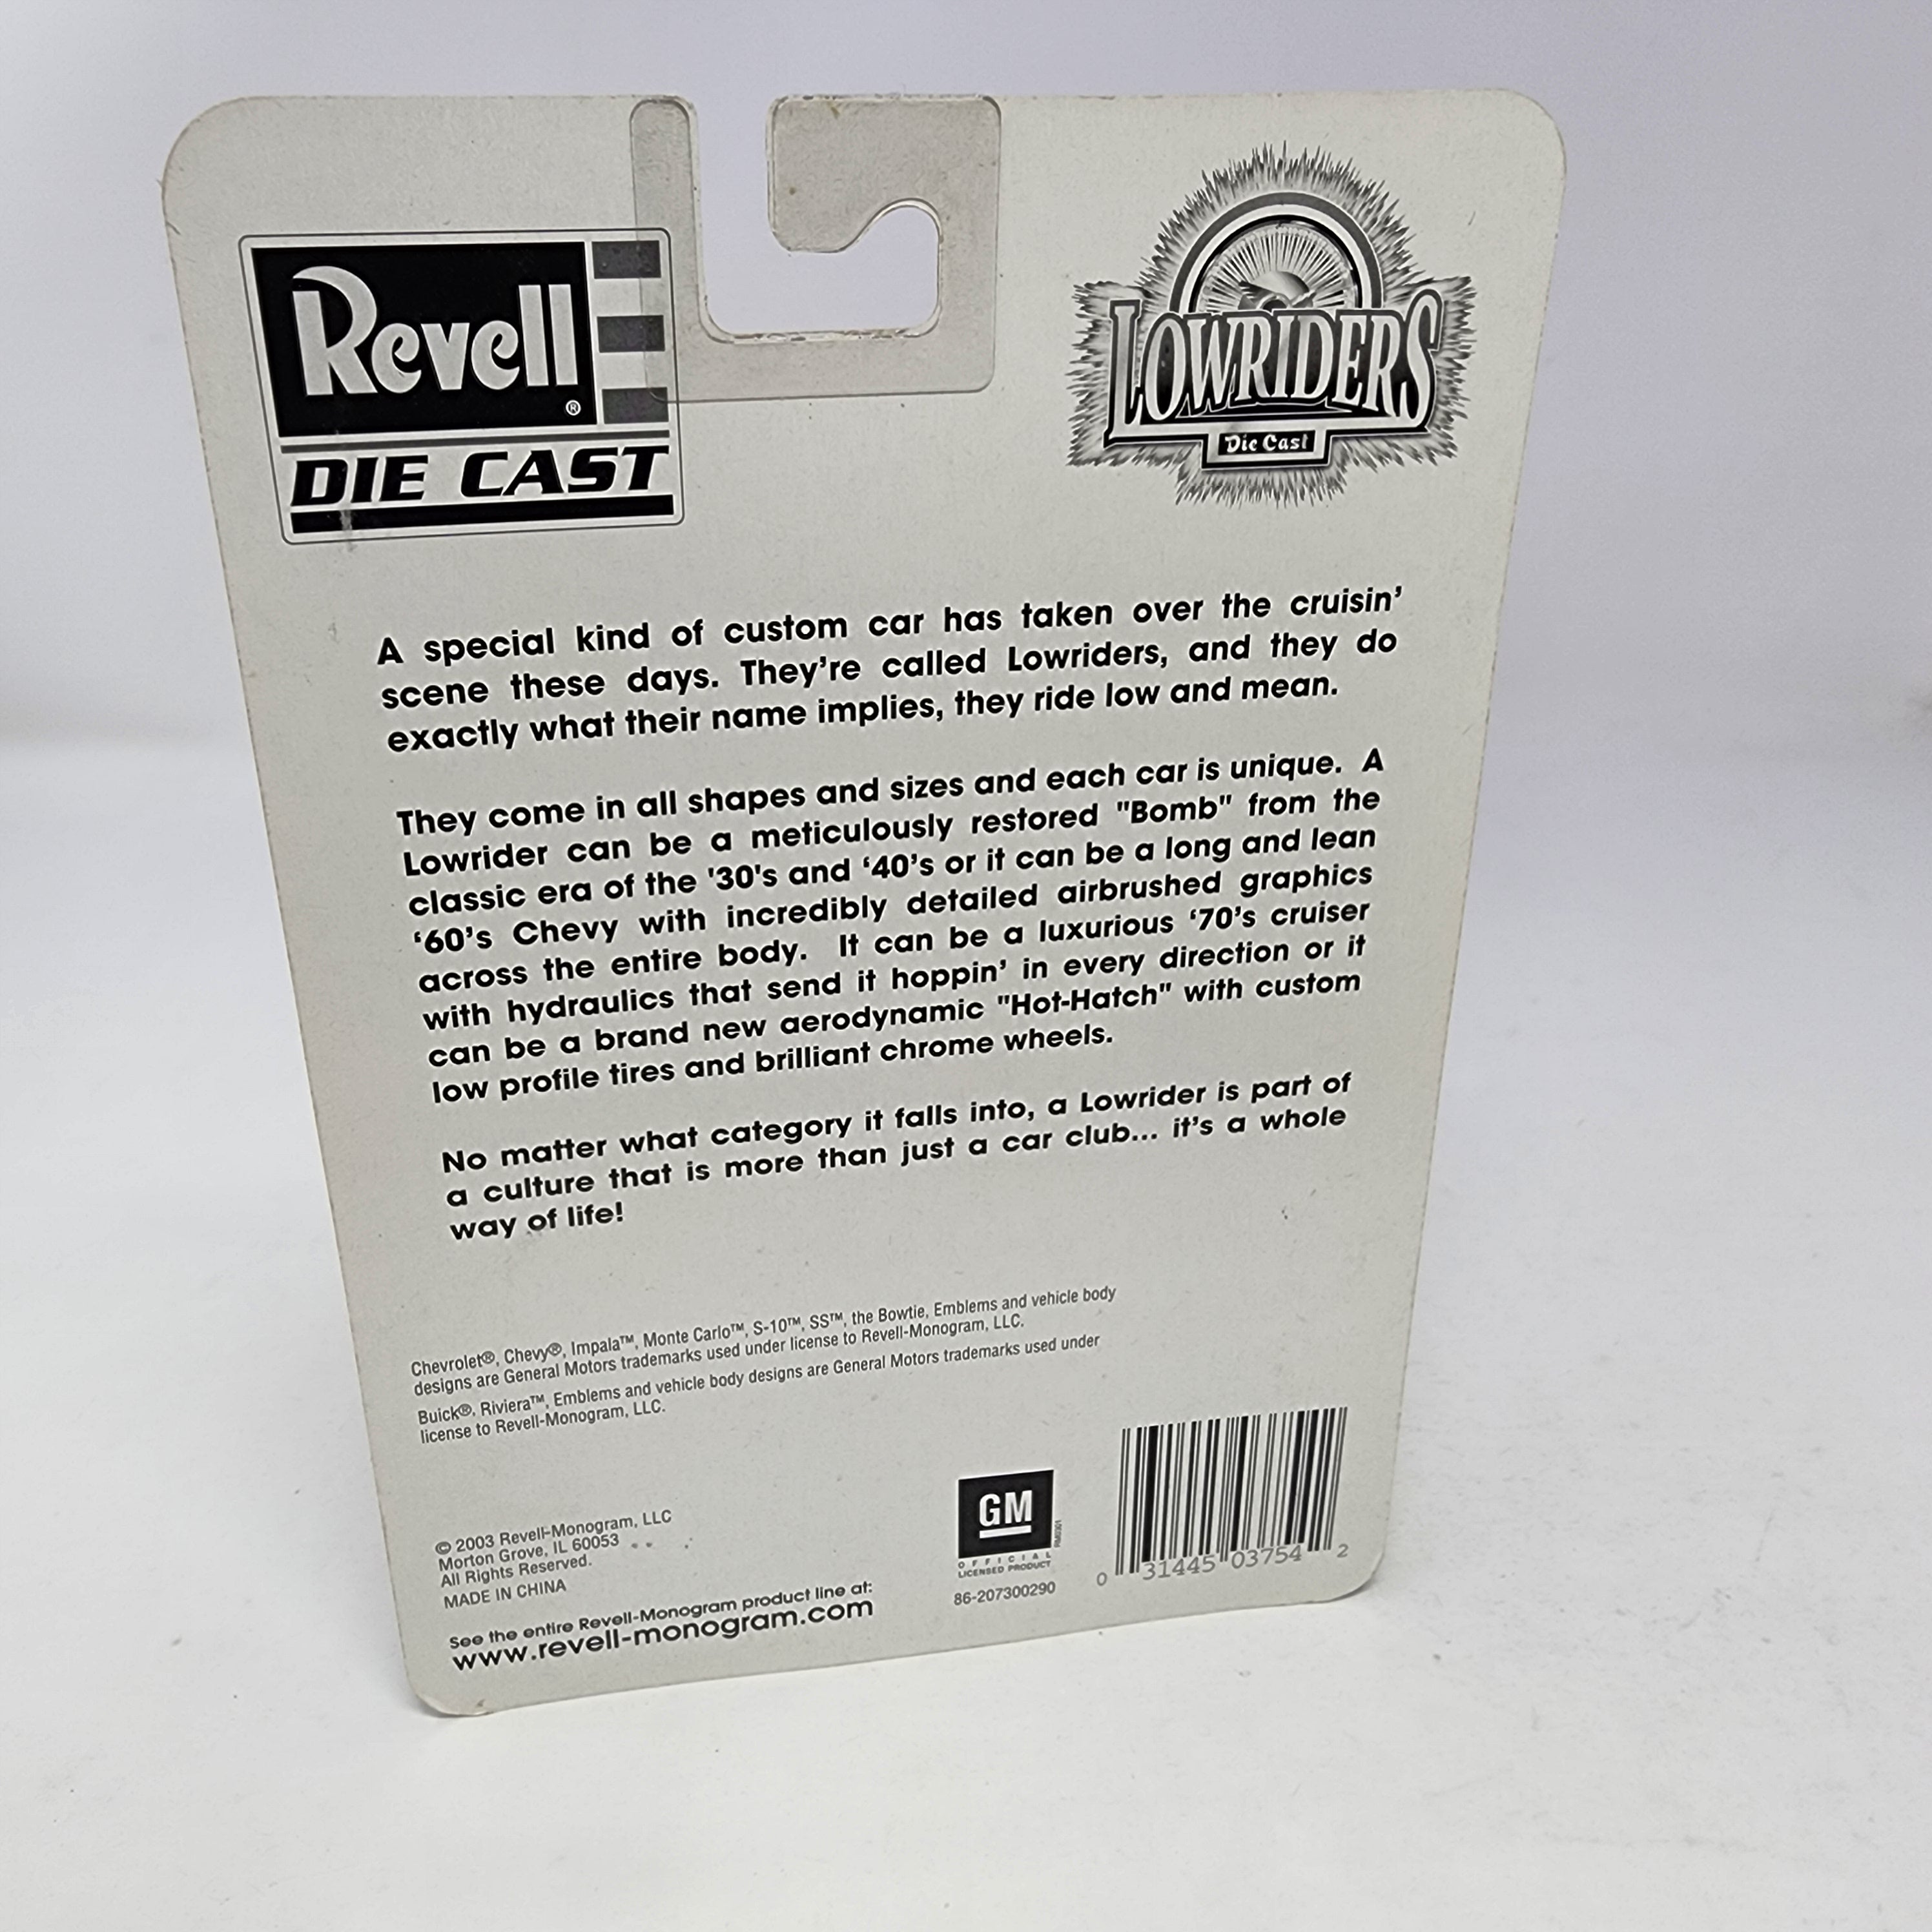 Revell®
DIE CAST
LOWRIDERS
Die Cast
A special kind of custom car has taken over the cruisin’
scene these days. They’re called Lowriders, and they do
exactly what their name implies, they ride low and mean.
They come in all shapes and sizes and each car is unique. A
Lowrider can be a meticulously restored "Bomb" from the
classic era of the '30's and ‘40’s or it can be a long and lean
‘60’s Chevy with incredibly detailed airbrushed graphics
across the entire body. It can be a luxurious ‘70’s cruiser
with hydraulics that send it hoppin’ in every direction or it
can be a brand new aerodynamic "Hot-Hatch" with custom
low profile tires and brilliant chrome wheels.
No matter what category it falls into, a Lowrider is part of
a culture that is more than just a car club... it’s a whole
way of life!
Chevrolet®, Chevy®, Impala™, Monte Carlo™, S-10™, SS™, the Bowtie, Emblems and vehicle body
designs are General Motors trademarks used under license to Revell-Monogram, LLC.
Buick®, Riviera™, Emblems and vehicle body designs are General Motors trademarks used under
license to Revell-Monogram, LLC.
© 2003 Revell-Monogram, LLC
Morton Grove, IL 60053
All Rights Reserved.
MADE IN CHINA
See the entire Revell-Monogram product line at:
www.revell-monogram.com
GM
OFFICIAL
LICENSED PRODUCT
86-207300290
0 31445 03754 2